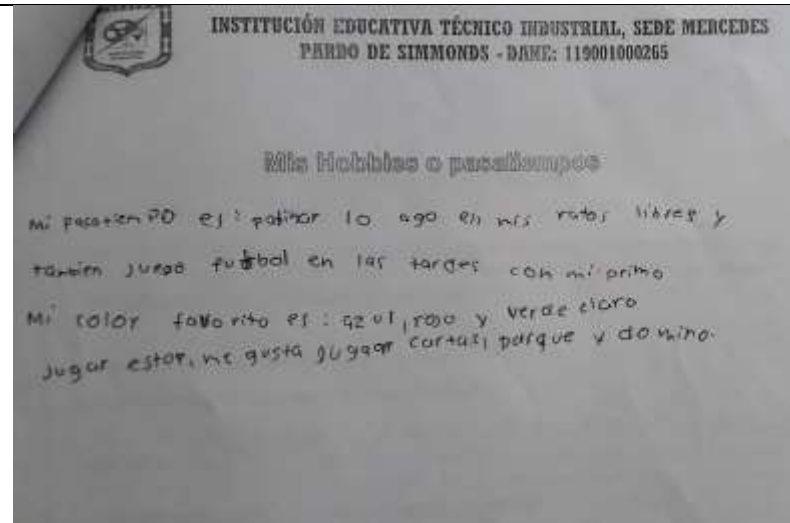 INSTITUCIÓN EDUCATIVA TÉCNICO INDUSTRIAL, SEDE MERCEDES
PARDO DE SIMMONDS - DANE: 119001000265
Mis Hobbies o pasatiempos
Mi pasatiempo es: patinar lo ago en mis ratos libres y
tanbien juego futbol en las tardes con mi primo
Mi color favorito es: azul, rojo y verde claro
jugar estor, me gusta jugar cartas, parque y domino.